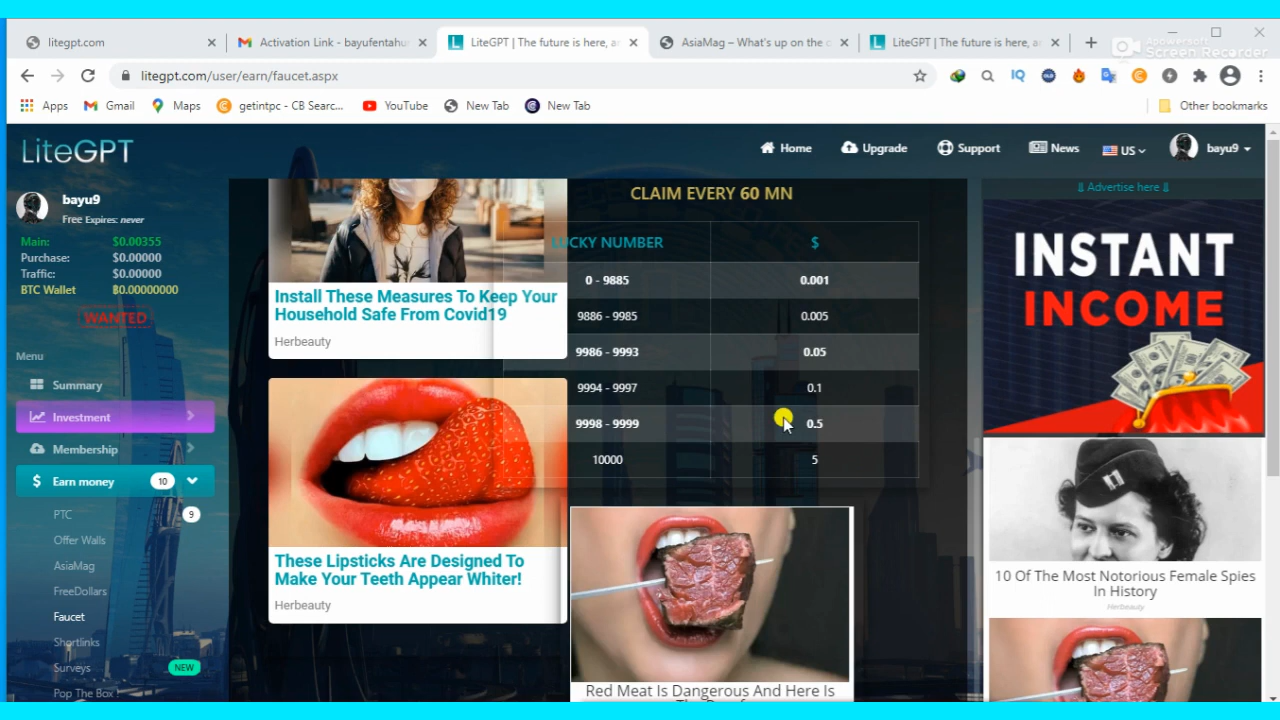 litegpt.com
Activation Link - bayufentahu
LiteGPT | The future is here, a
AsiaMag – What's up on the c
LiteGPT | The future is here, a
Apowersoft
Screen Recorder
litegpt.com/user/earn/faucet.aspx
Apps
Gmail
Maps
getintpc - CB Searc...
YouTube
New Tab
New Tab
Other bookmarks
LiteGPT
Home
Upgrade
Support
News
US
bayu9
bayu9
Free Expires: never
Main: $0.00355
Purchase: $0.00000
Traffic: $0.00000
BTC Wallet ฿0.00000000
WANTED
Menu
Summary
Investment
Membership
Earn money 10
PTC 9
Offer Walls
AsiaMag
FreeDollars
Faucet
Shortlinks
Surveys NEW
Pop The Box !
Install These Measures To Keep Your
Household Safe From Covid19
Herbeauty
These Lipsticks Are Designed To
Make Your Teeth Appear Whiter!
Herbeauty
CLAIM EVERY 60 MN
LUCKY NUMBER $
0 - 9885 0.001
9886 - 9985 0.005
9986 - 9993 0.05
9994 - 9997 0.1
9998 - 9999 0.5
10000 5
Red Meat Is Dangerous And Here Is
Advertise here
INSTANT
INCOME
10 Of The Most Notorious Female Spies
In History
Herbeauty